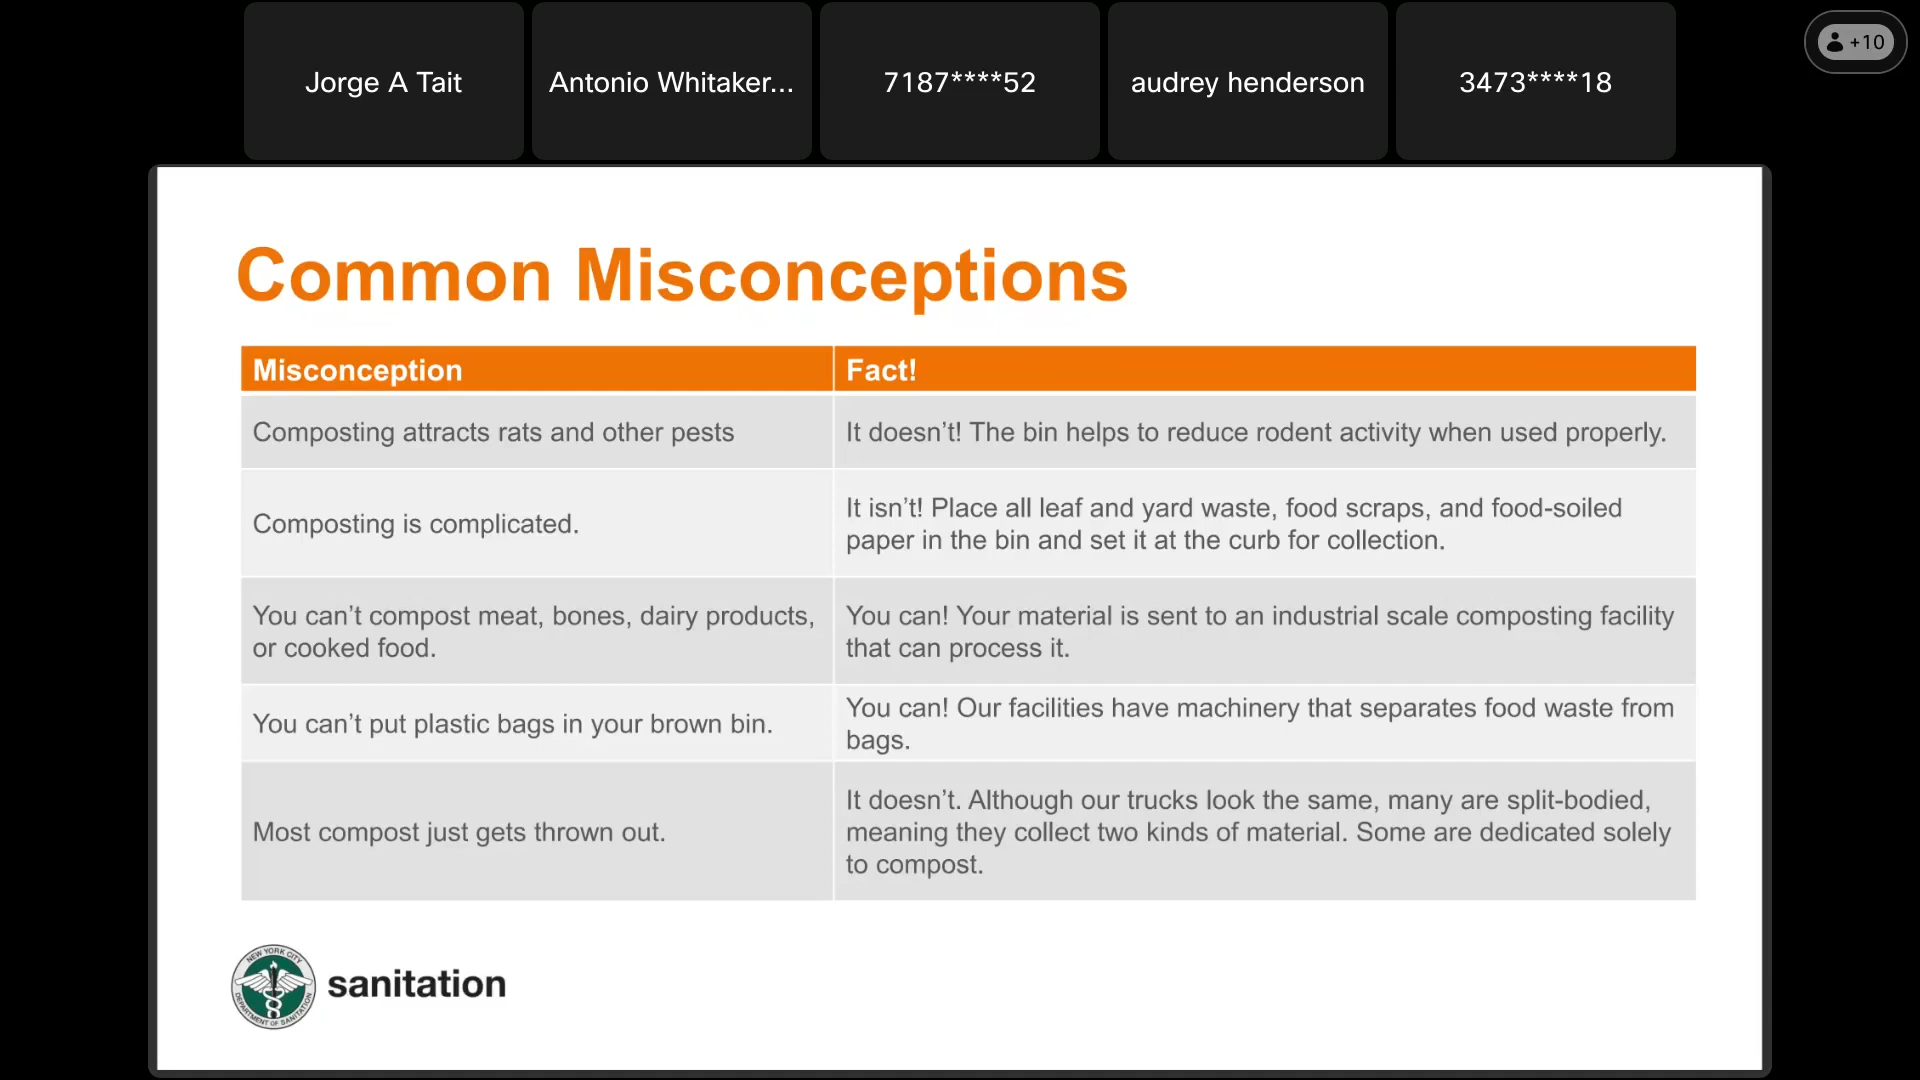 Jorge A Tait
Antonio Whitaker...
7187****52
audrey henderson
3473****18
+10
Common Misconceptions
Misconception
Fact!
Composting attracts rats and other pests
It doesn’t! The bin helps to reduce rodent activity when used properly.
Composting is complicated.
It isn’t! Place all leaf and yard waste, food scraps, and food-soiled
paper in the bin and set it at the curb for collection.
You can’t compost meat, bones, dairy products,
or cooked food.
You can! Your material is sent to an industrial scale composting facility
that can process it.
You can’t put plastic bags in your brown bin.
You can! Our facilities have machinery that separates food waste from
bags.
Most compost just gets thrown out.
It doesn’t. Although our trucks look the same, many are split-bodied,
meaning they collect two kinds of material. Some are dedicated solely
to compost.
NEW YORK CITY
DEPARTMENT OF SANITATION
sanitation